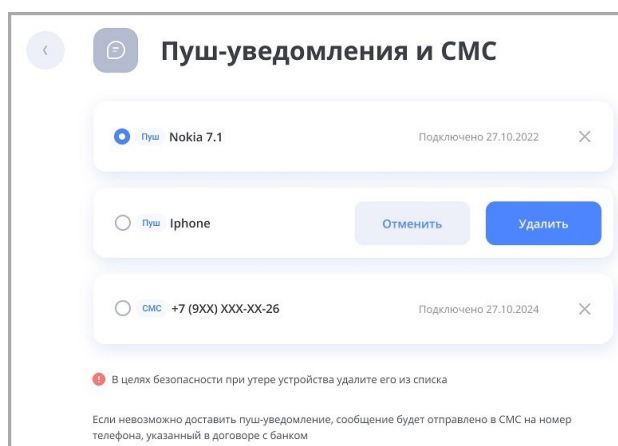 Пуш-уведомления и СМС
Пуш Nokia 7.1 Подключено 27.10.2022
Пуш Iphone Отменить Удалить
СМС +7 (9XX) XXX-XX-26 Подключено 27.10.2024
В целях безопасности при утере устройства удалите его из списка
Если невозможно доставить пуш-уведомление, сообщение будет отправлено в СМС на номер
телефона, указанный в договоре с банком